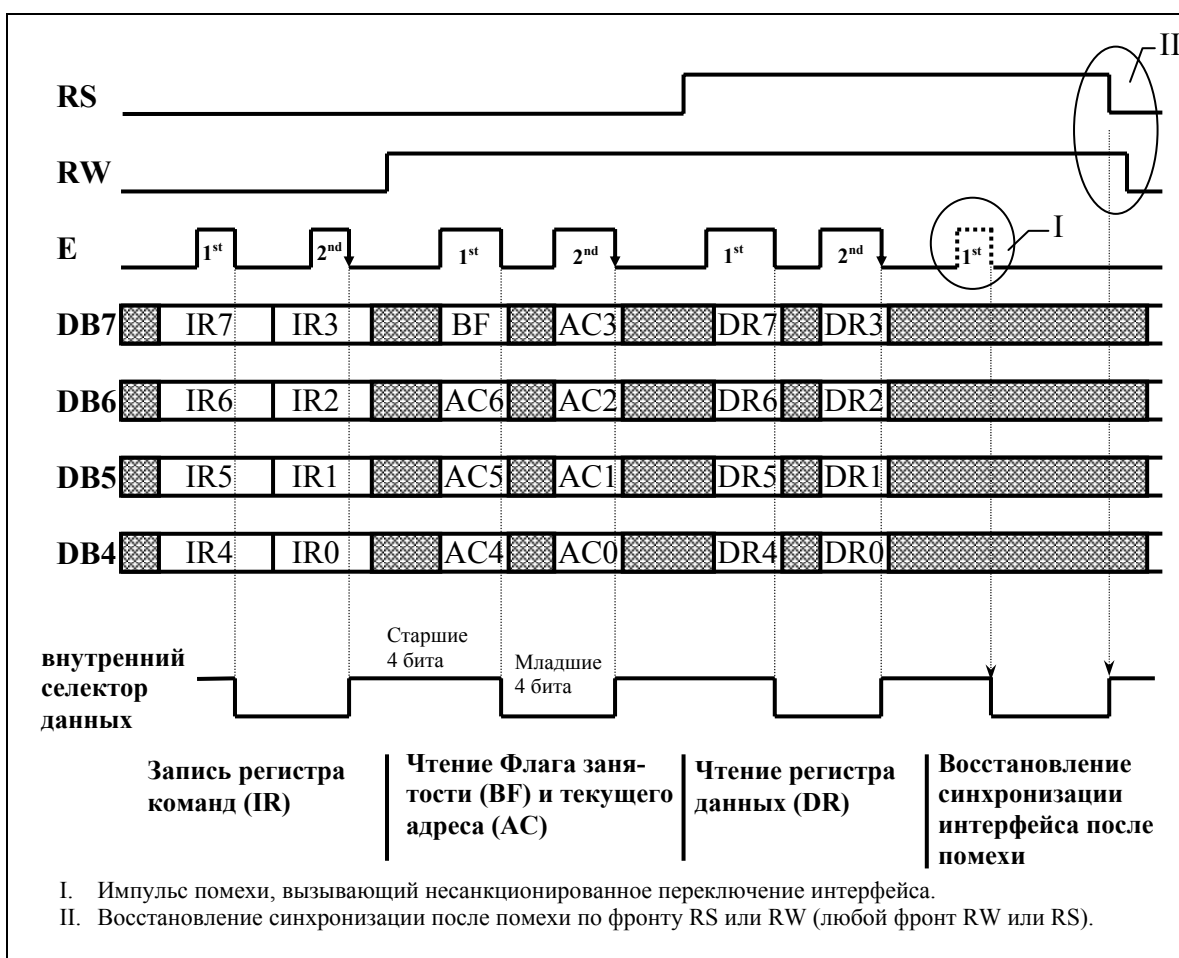 II
RS
RW
I
E 1st 2nd 1st 2nd 1st 2nd 1st
DB7 IR7 IR3 BF AC3 DR7 DR3
DB6 IR6 IR2 AC6 AC2 DR6 DR2
DB5 IR5 IR1 AC5 AC1 DR5 DR1
DB4 IR4 IR0 AC4 AC0 DR4 DR0
Старшие
4 бита
Младшие
4 бита
внутренний
селектор
данных
Запись регистра
команд (IR)
Чтение Флага заня-
тости (BF) и текущего
адреса (AC)
Чтение регистра
данных (DR)
Восстановление
синхронизации
интерфейса после
помехи
I. Импульс помехи, вызывающий несанкционированное переключение интерфейса.
II. Восстановление синхронизации после помехи по фронту RS или RW (любой фронт RW или RS).